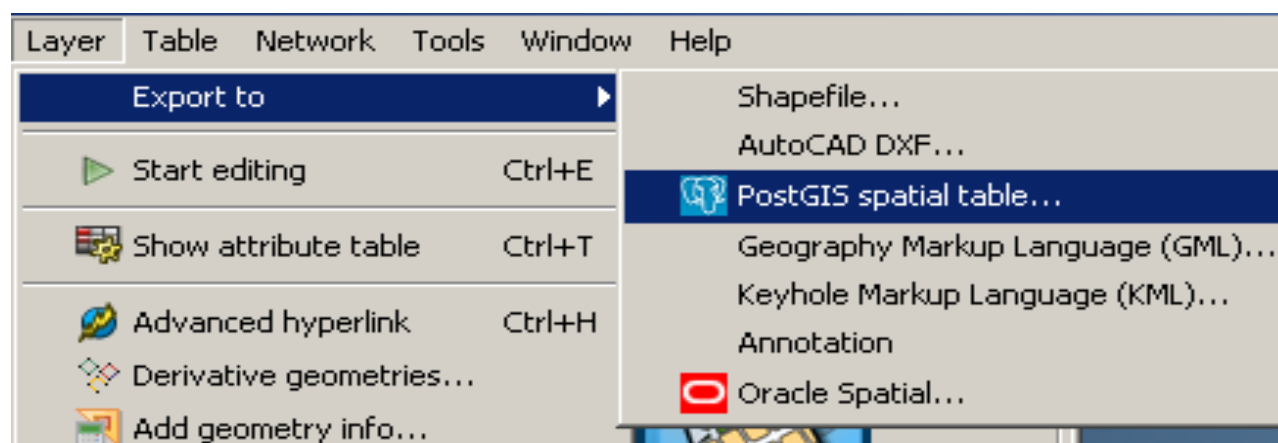 Layer Table Network Tools Window Help
Export to
Start editing Ctrl+E
Show attribute table Ctrl+T
Advanced hyperlink Ctrl+H
Derivative geometries...
Add geometry info...
Shapefile...
AutoCAD DXF...
PostGIS spatial table...
Geography Markup Language (GML)...
Keyhole Markup Language (KML)...
Annotation
Oracle Spatial...